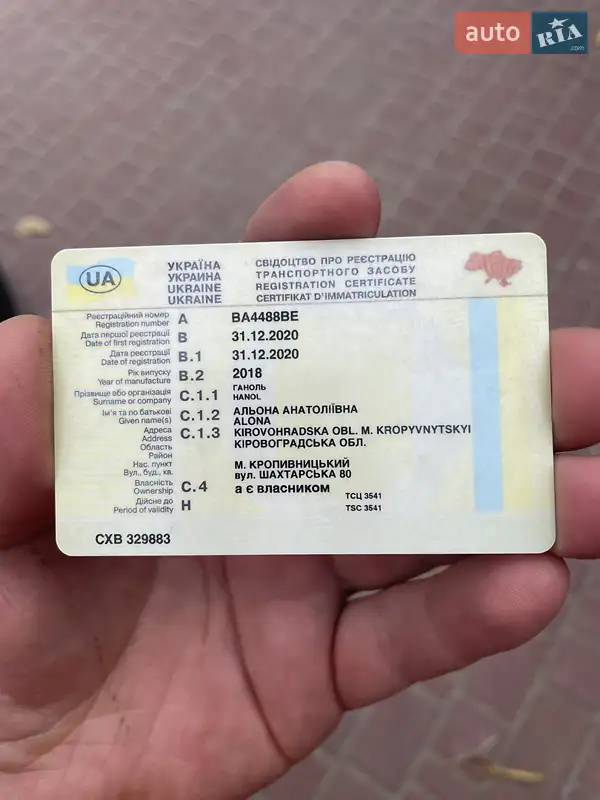 auto RIA .com
UA
УКРАЇНА
УКРАИНА
UKRAINE
UKRAINE
СВІДОЦТВО ПРО РЕЄСТРАЦІЮ
ТРАНСПОРТНОГО ЗАСОБУ
REGISTRATION CERTIFICATE
CERTIFICAT D'IMMATRICULATION
Реєстраційний номер
Registration number A BA4488BE
Дата першої реєстрації
Date of first registration B 31.12.2020
Дата реєстрації
Date of registration B.1 31.12.2020
Рік випуску
Year of manufacture B.2 2018
Прізвище або організація
Surname or company C.1.1 ГАНОЛЬ
HANOL
Ім'я та по батькові
Given name(s) C.1.2 АЛЬОНА АНАТОЛІЇВНА
ALONA
Адреса
Address C.1.3 KIROVOHRADSKA OBL. M. KROPYVNYTSKYI
Область КІРОВОГРАДСЬКА ОБЛ.
Район
Нас. пункт М. КРОПИВНИЦЬКИЙ
Вул., буд., кв. вул. ШАХТАРСЬКА 80
Власність
Ownership C.4 а є власником
Дійсне до
Period of validity H
ТСЦ 3541
TSC 3541
СХВ 329883